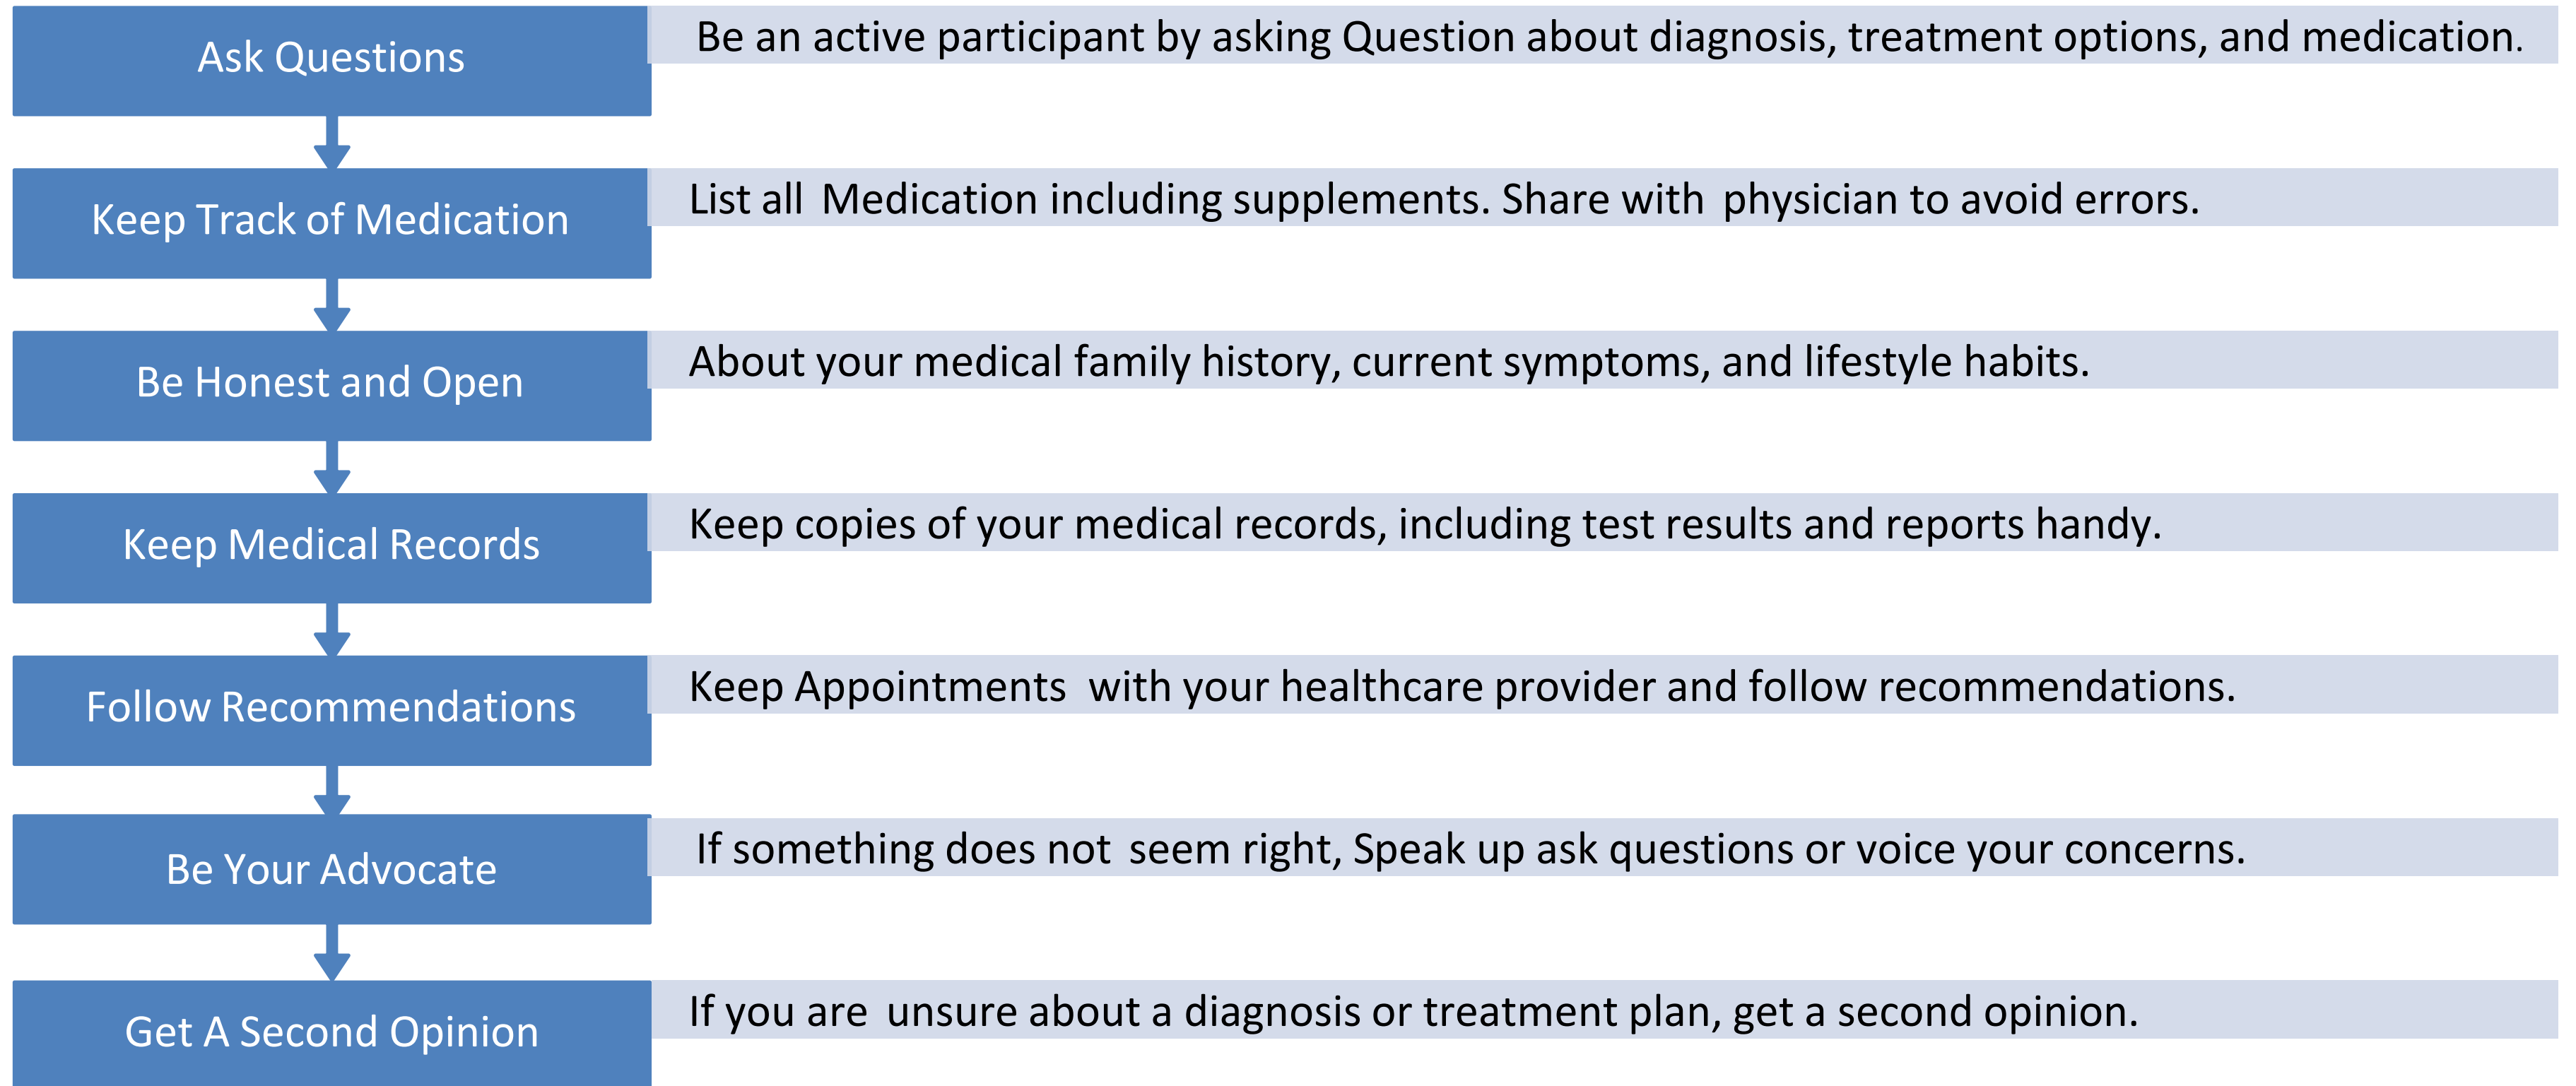 Ask Questions
Be an active participant by asking Question about diagnosis, treatment options, and medication.
Keep Track of Medication
List all Medication including supplements. Share with physician to avoid errors.
Be Honest and Open
About your medical family history, current symptoms, and lifestyle habits.
Keep Medical Records
Keep copies of your medical records, including test results and reports handy.
Follow Recommendations
Keep Appointments with your healthcare provider and follow recommendations.
Be Your Advocate
If something does not seem right, Speak up ask questions or voice your concerns.
Get A Second Opinion
If you are unsure about a diagnosis or treatment plan, get a second opinion.